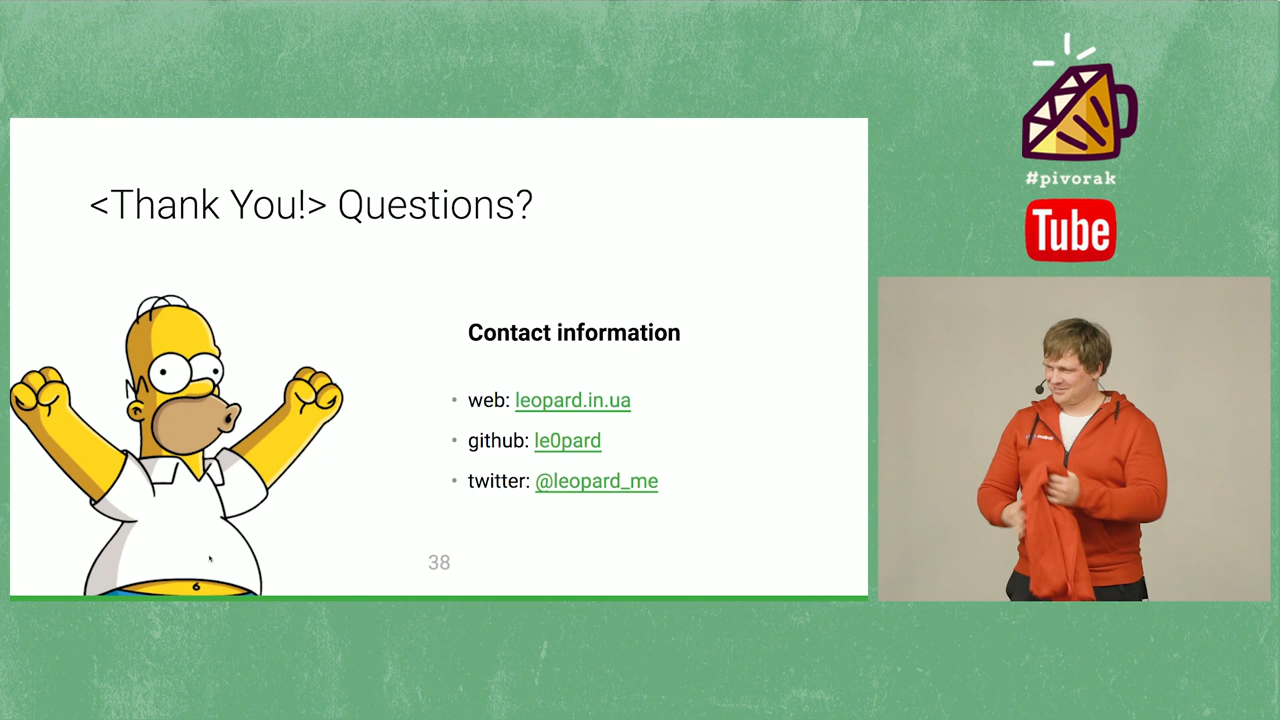 <Thank You!> Questions?
Contact information
• web: leopard.in.ua
• github: le0pard
• twitter: @leopard_me
38
#pivorak
Tube